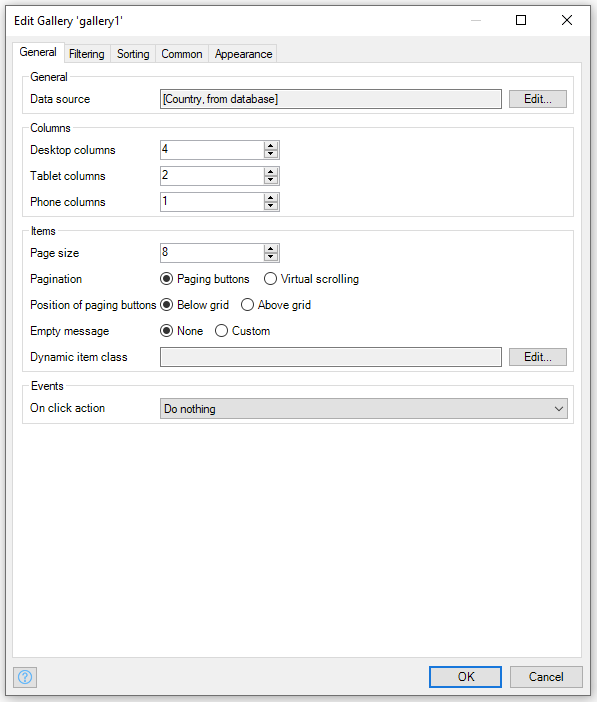 Edit Gallery 'gallery1'
General Filtering Sorting Common Appearance
General
Data source [Country, from database] Edit...
Columns
Desktop columns 4
Tablet columns 2
Phone columns 1
Items
Page size 8
Pagination Paging buttons Virtual scrolling
Position of paging buttons Below grid Above grid
Empty message None Custom
Dynamic item class Edit...
Events
On click action Do nothing
? OK Cancel